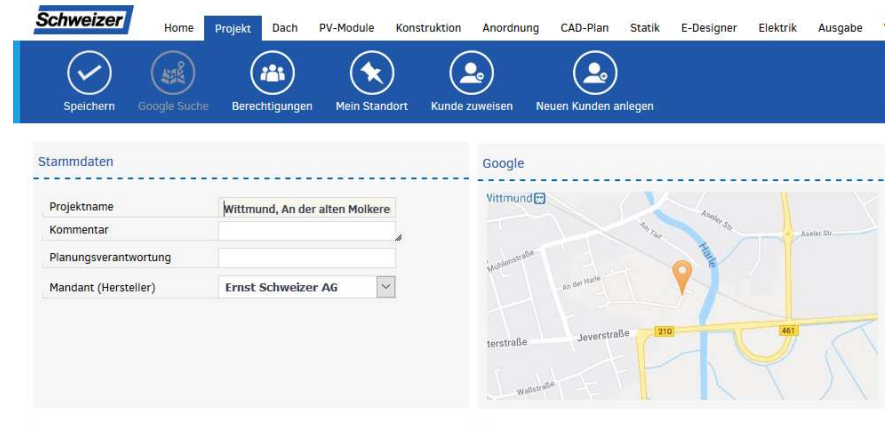 Schweizer
Home Projekt Dach PV-Module Konstruktion Anordnung CAD-Plan Statik E-Designer Elektrik Ausgabe
Speichern Google Suche Berechtigungen Mein Standort Kunde zuweisen Neuen Kunden anlegen
Stammdaten
Projektname Wittmund, An der alten Molkere
Kommentar
Planungsverantwortung
Mandant (Hersteller) Ernst Schweizer AG
Google
Wittmund
Aseler Str.
Aseler Str.
Am Tief
Harle
Mühlenstraße
An der Harle
210
461
Jeverstraße
terstraße
Wallstraße